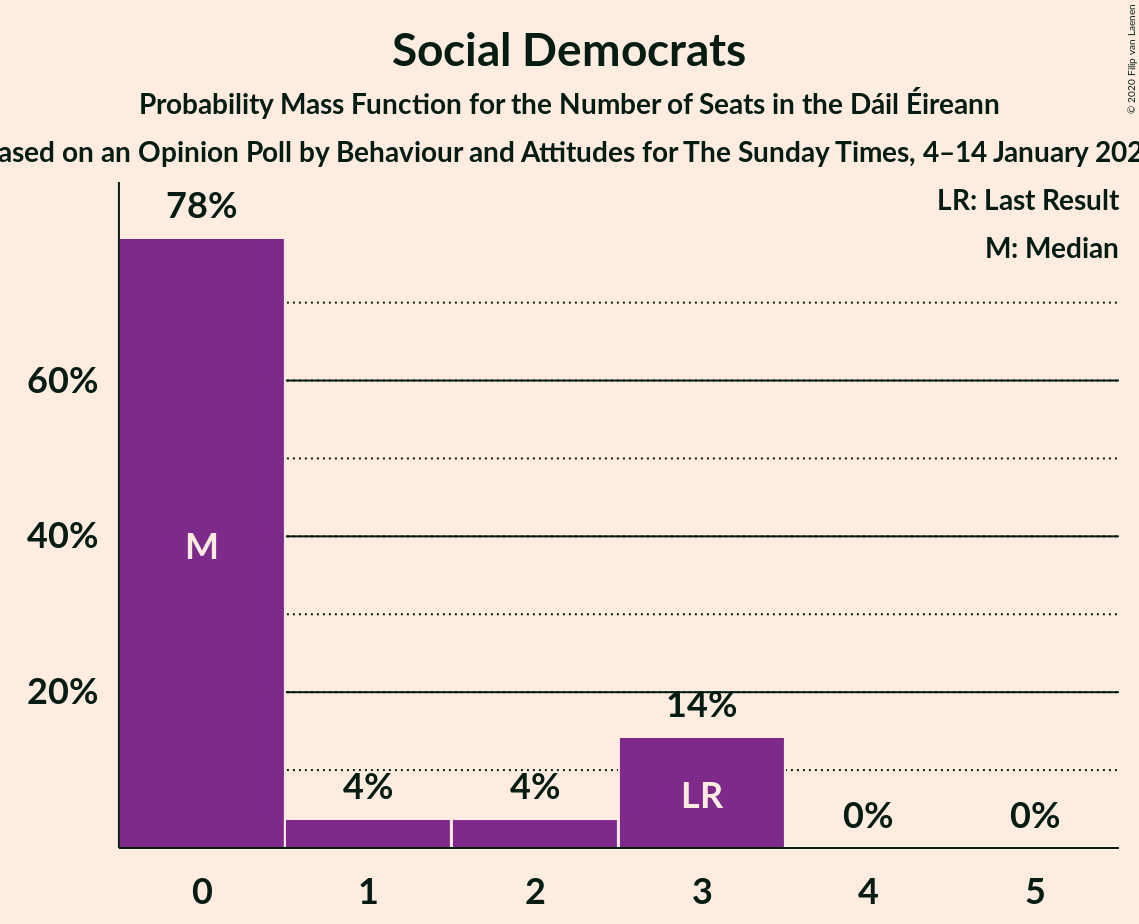 Social Democrats
Probability Mass Function for the Number of Seats in the Dáil Éireann
ased on an Opinion Poll by Behaviour and Attitudes for The Sunday Times, 4–14 January 202
© 2020 Filip van Laenen
LR: Last Result
M: Median
78%
60%
40%
20%
M
4%
4%
14%
LR
0%
0%
0 1 2 3 4 5